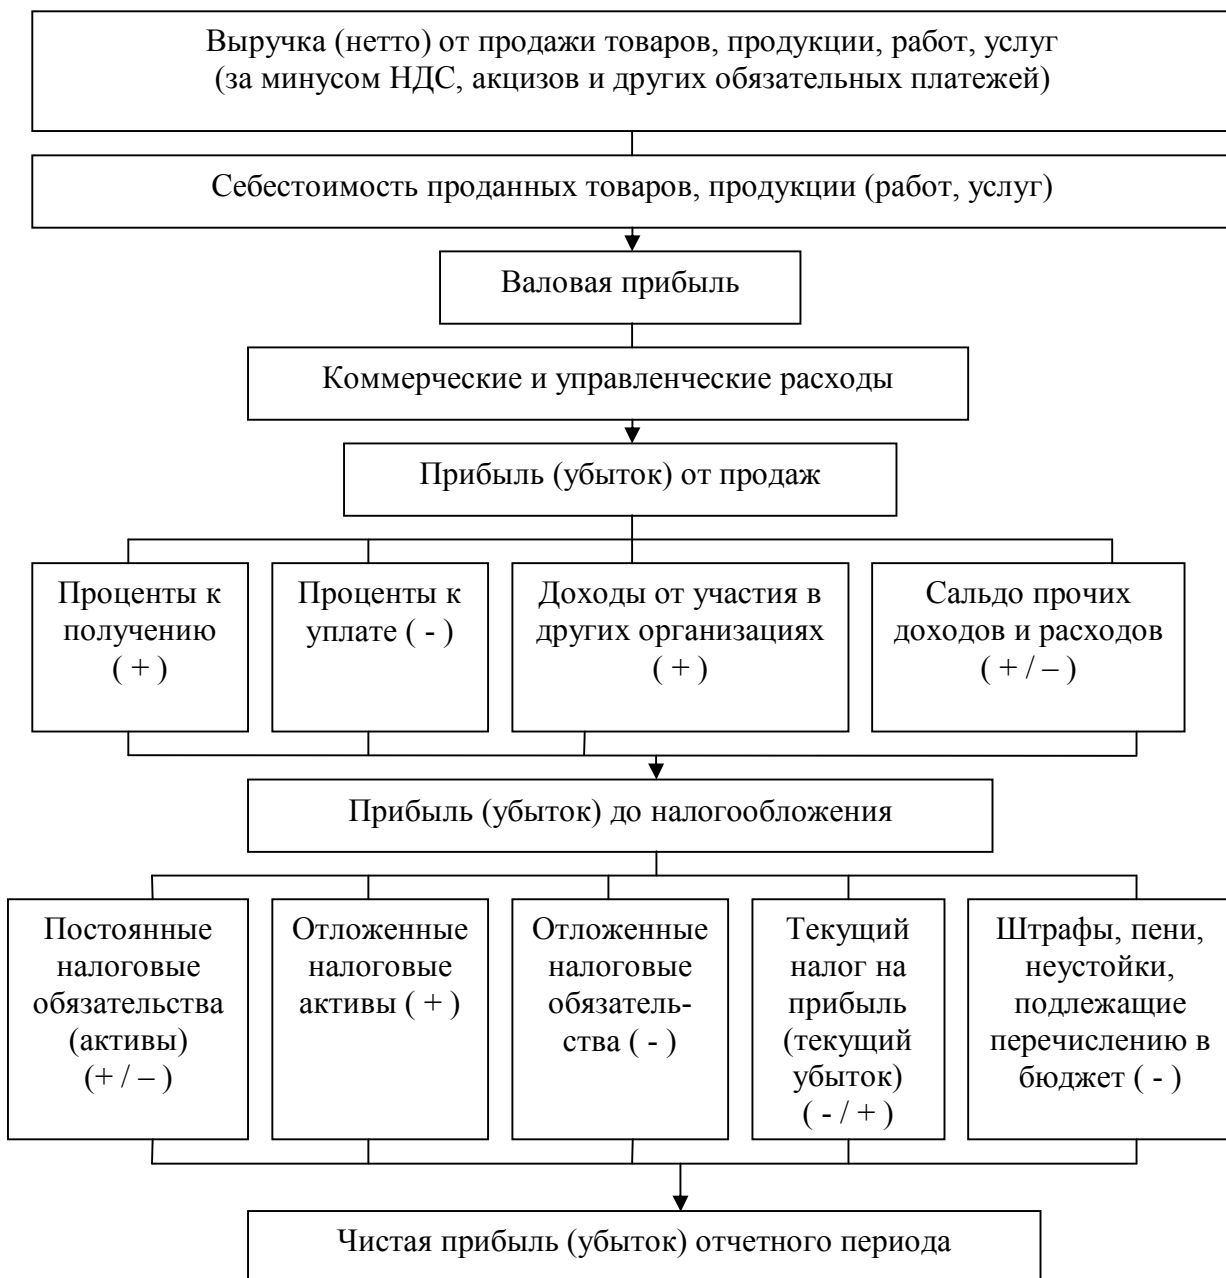 Выручка (нетто) от продажи товаров, продукции, работ, услуг
(за минусом НДС, акцизов и других обязательных платежей)
Себестоимость проданных товаров, продукции (работ, услуг)
Валовая прибыль
Коммерческие и управленческие расходы
Прибыль (убыток) от продаж
Проценты к
получению
( + )
Проценты к
уплате ( - )
Доходы от участия в
других организациях
( + )
Сальдо прочих
доходов и расходов
( + / – )
Прибыль (убыток) до налогообложения
Постоянные
налоговые
обязательства
(активы)
(+ / – )
Отложенные
налоговые
активы ( + )
Отложенные
налоговые
обязатель-
ства ( - )
Текущий
налог на
прибыль
(текущий
убыток)
( - / + )
Штрафы, пени,
неустойки,
подлежащие
перечислению в
бюджет ( - )
Чистая прибыль (убыток) отчетного периода